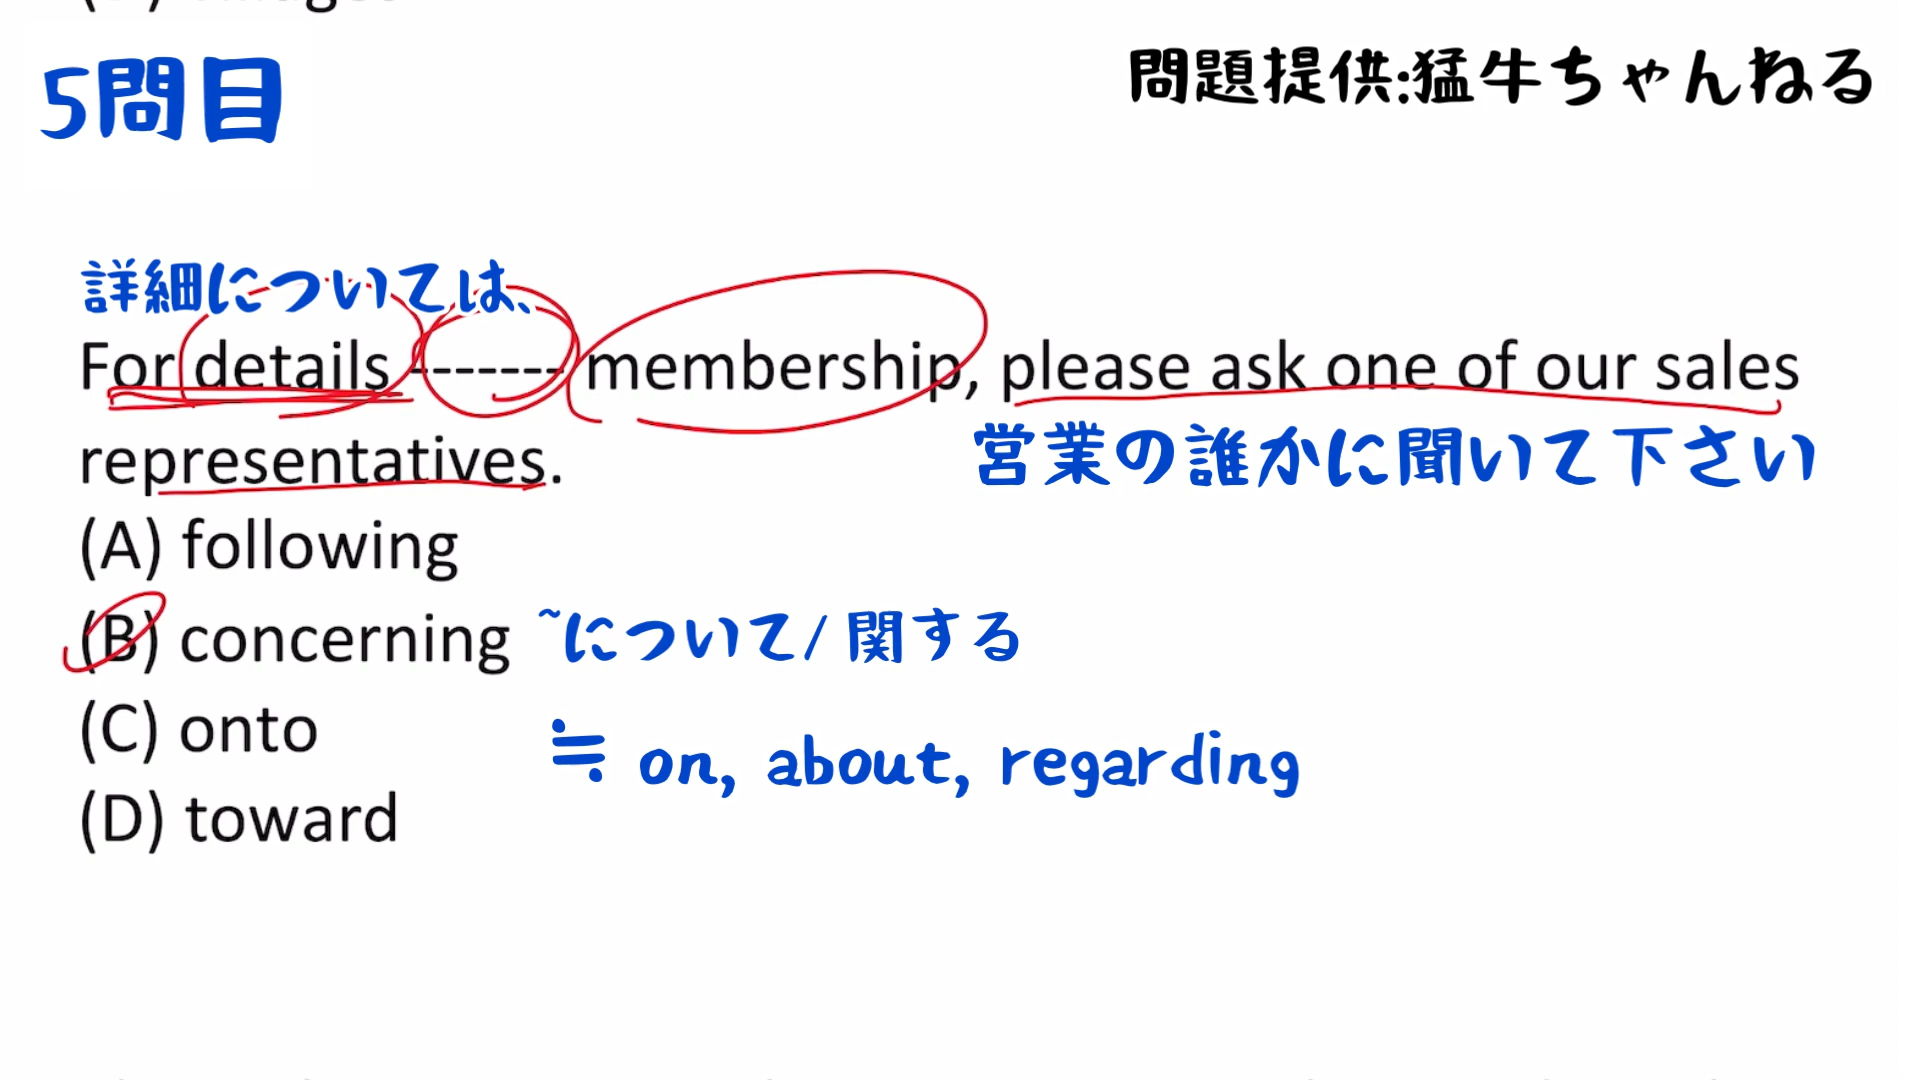 5問目
問題提供:猛牛ちゃんねる
詳細については、
For details ------- membership, please ask one of our sales
representatives.
営業の誰かに聞いて下さい
(A) following
(B) concerning ~について/関する
(C) onto
≒ on, about, regarding
(D) toward